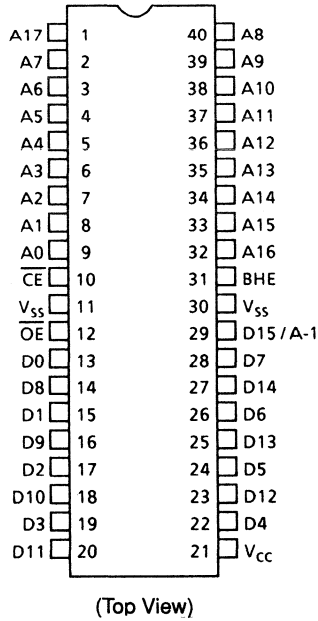 A17 1 40 A8
A7 2 39 A9
A6 3 38 A10
A5 4 37 A11
A4 5 36 A12
A3 6 35 A13
A2 7 34 A14
A1 8 33 A15
A0 9 32 A16
C̅E̅ 10 31 BHE
VSS 11 30 VSS
O̅E̅ 12 29 D15/A-1
D0 13 28 D7
D8 14 27 D14
D1 15 26 D6
D9 16 25 D13
D2 17 24 D5
D10 18 23 D12
D3 19 22 D4
D11 20 21 VCC
(Top View)